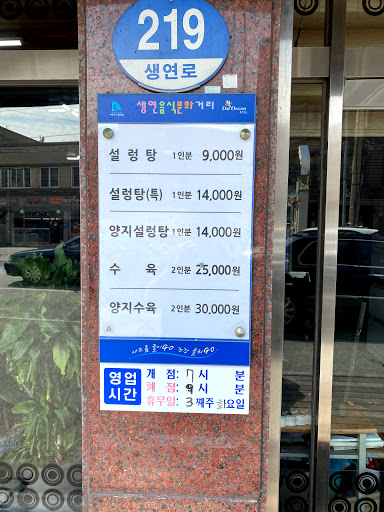 219
생연로
생연음식문화거리
설렁탕 1인분 9,000원
설렁탕(특) 1인분 14,000원
양지설렁탕 1인분 14,000원
수 육 2인분 25,000원
양지수육 2인분 30,000원
영업시간
개 점: 7시 분
폐 점: 9시 분
휴무일: 3째주 화요일